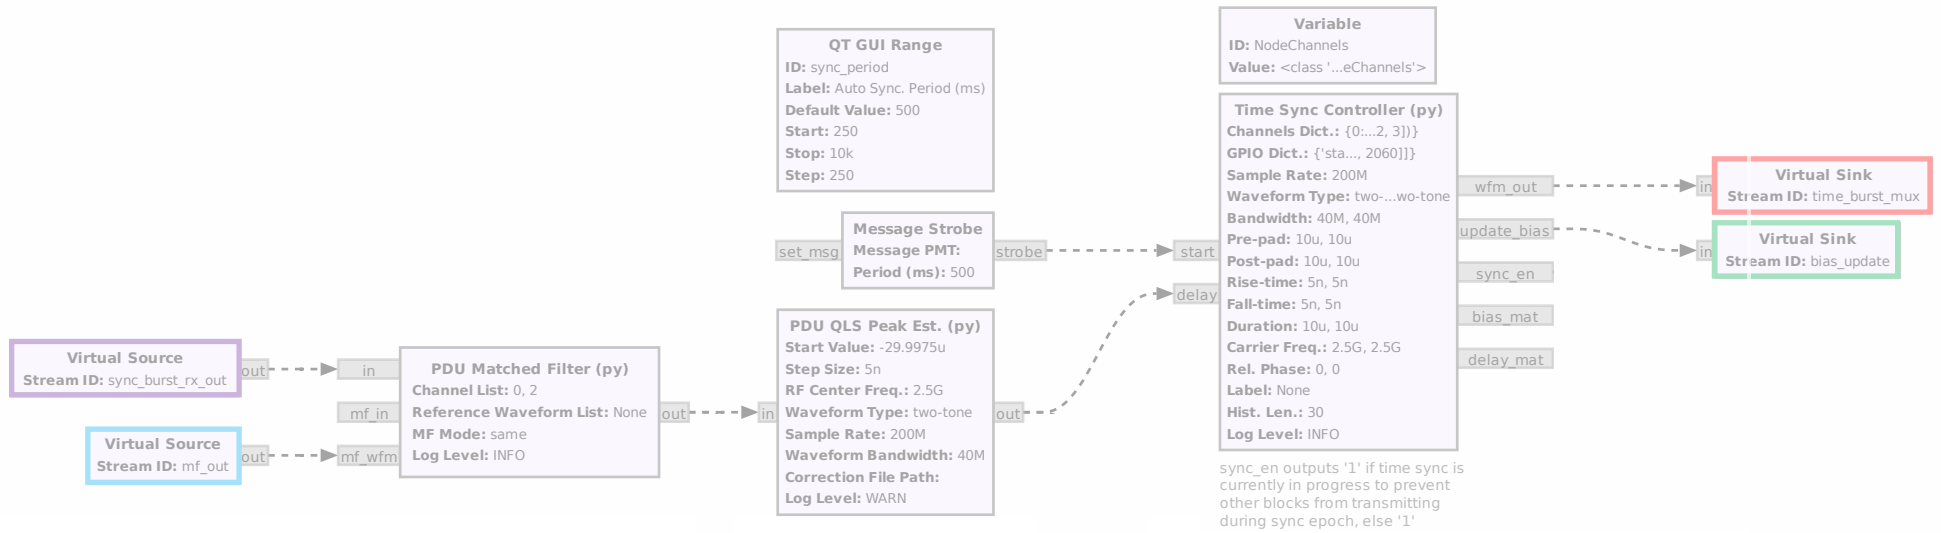 Variable
ID: NodeChannels
Value: <class '...eChannels'>
QT GUI Range
ID: sync_period
Label: Auto Sync. Period (ms)
Default Value: 500
Start: 250
Stop: 10k
Step: 250
set_msg
Message Strobe
Message PMT:
Period (ms): 500
strobe
Virtual Source
Stream ID: sync_burst_rx_out
out
Virtual Source
Stream ID: mf_out
out
in
mf_in
mf_wfm
PDU Matched Filter (py)
Channel List: 0, 2
Reference Waveform List: None
MF Mode: same
Log Level: INFO
out
in
PDU QLS Peak Est. (py)
Start Value: -29.9975u
Step Size: 5n
RF Center Freq.: 2.5G
Waveform Type: two-tone
Sample Rate: 200M
Waveform Bandwidth: 40M
Correction File Path:
Log Level: WARN
out
start
delay
Time Sync Controller (py)
Channels Dict.: {0:...2, 3])}
GPIO Dict.: {'sta..., 2060]]}
Sample Rate: 200M
Waveform Type: two-...wo-tone
Bandwidth: 40M, 40M
Pre-pad: 10u, 10u
Post-pad: 10u, 10u
Rise-time: 5n, 5n
Fall-time: 5n, 5n
Duration: 10u, 10u
Carrier Freq.: 2.5G, 2.5G
Rel. Phase: 0, 0
Label: None
Hist. Len.: 30
Log Level: INFO
wfm_out
update_bias
sync_en
bias_mat
delay_mat
sync_en outputs '1' if time sync is
currently in progress to prevent
other blocks from transmitting
during sync epoch, else '1'
in
Virtual Sink
Stream ID: time_burst_mux
in
Virtual Sink
Stream ID: bias_update